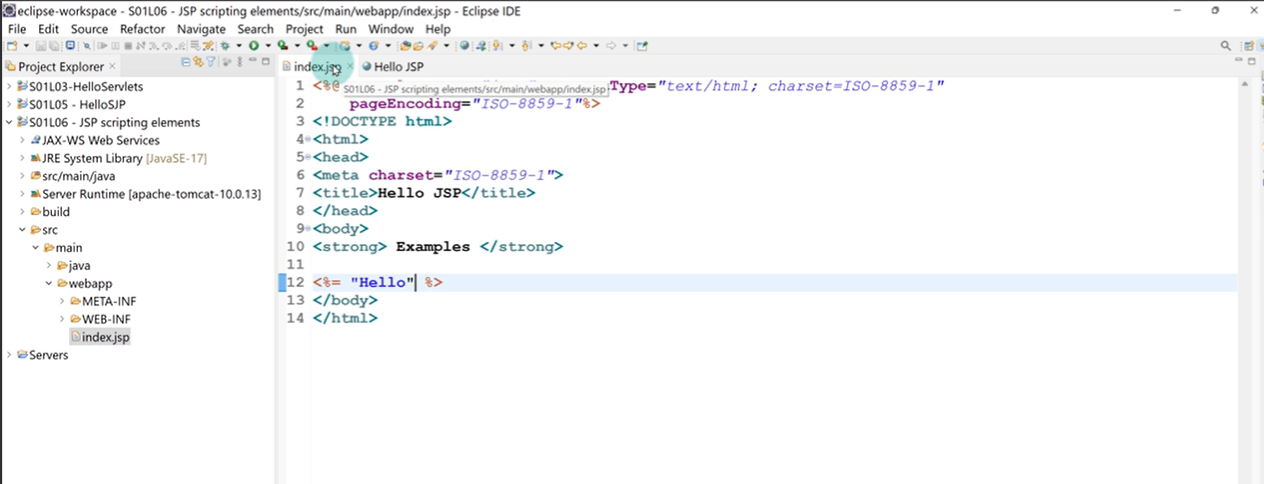 eclipse-workspace - S01L06 - JSP scripting elements/src/main/webapp/index.jsp - Eclipse IDE
File Edit Source Refactor Navigate Search Project Run Window Help
Project Explorer
index.jsp
Hello JSP
S01L03-HelloServlets
S01L05 - HelloSJP
S01L06 - JSP scripting elements
JAX-WS Web Services
JRE System Library [JavaSE-17]
src/main/java
Server Runtime [apache-tomcat-10.0.13]
build
src
main
java
webapp
META-INF
WEB-INF
index.jsp
Servers
1 <%@ Type="text/html; charset=ISO-8859-1"
S01L06 - JSP scripting elements/src/main/webapp/index.jsp
2 pageEncoding="ISO-8859-1"%>
3 <!DOCTYPE html>
4 <html>
5 <head>
6 <meta charset="ISO-8859-1">
7 <title>Hello JSP</title>
8 </head>
9 <body>
10 <strong> Examples </strong>
11
12 <%= "Hello" %>
13 </body>
14 </html>